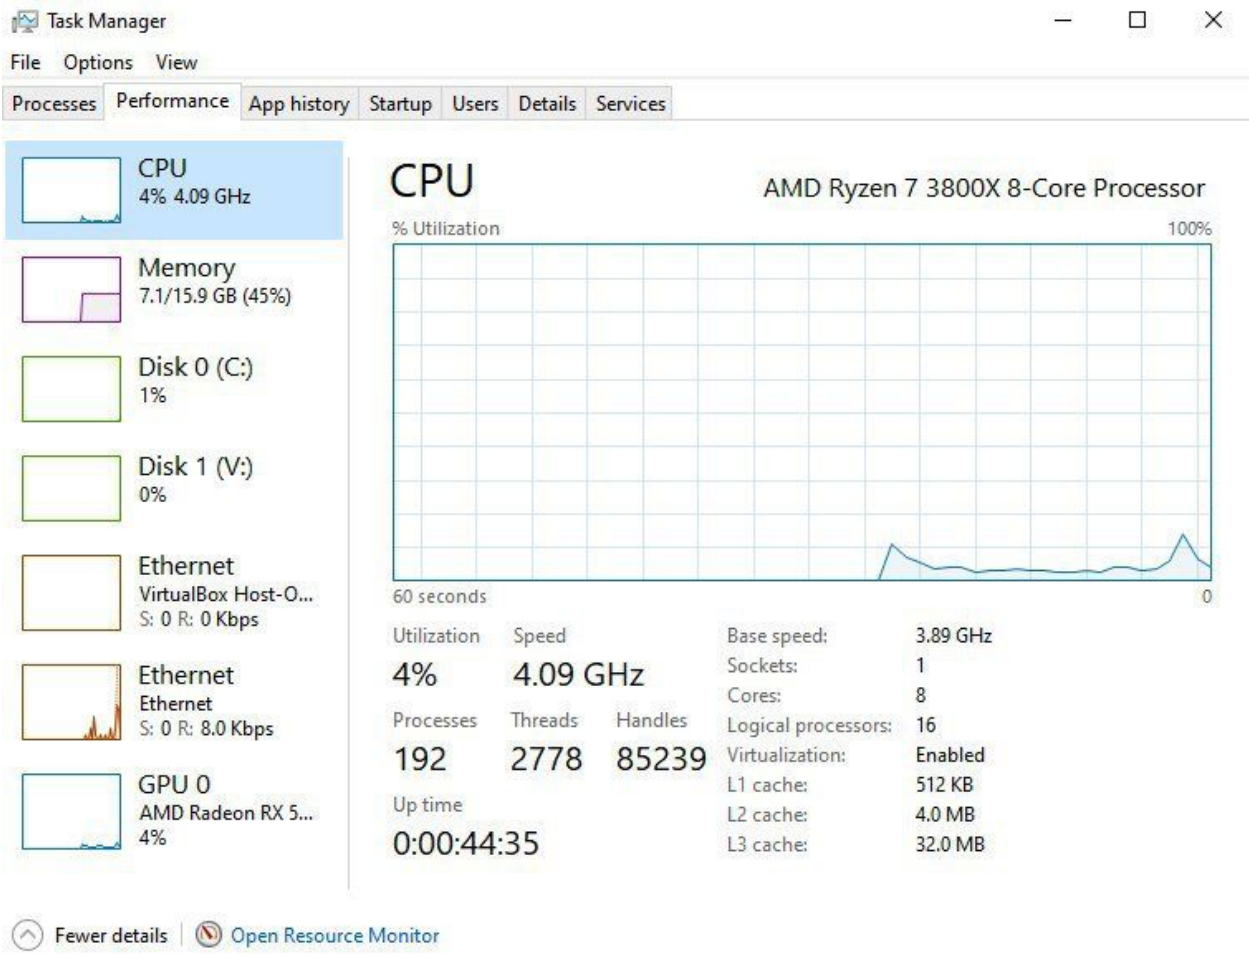 Task Manager
File Options View
Processes Performance App history Startup Users Details Services
CPU
4% 4.09 GHz
Memory
7.1/15.9 GB (45%)
Disk 0 (C:)
1%
Disk 1 (V:)
0%
Ethernet
VirtualBox Host-O...
S: 0 R: 0 Kbps
Ethernet
Ethernet
S: 0 R: 8.0 Kbps
GPU 0
AMD Radeon RX 5...
4%
CPU AMD Ryzen 7 3800X 8-Core Processor
% Utilization 100%
60 seconds 0
Utilization Speed
4% 4.09 GHz
Processes Threads Handles
192 2778 85239
Up time
0:00:44:35
Base speed: 3.89 GHz
Sockets: 1
Cores: 8
Logical processors: 16
Virtualization: Enabled
L1 cache: 512 KB
L2 cache: 4.0 MB
L3 cache: 32.0 MB
Fewer details Open Resource Monitor